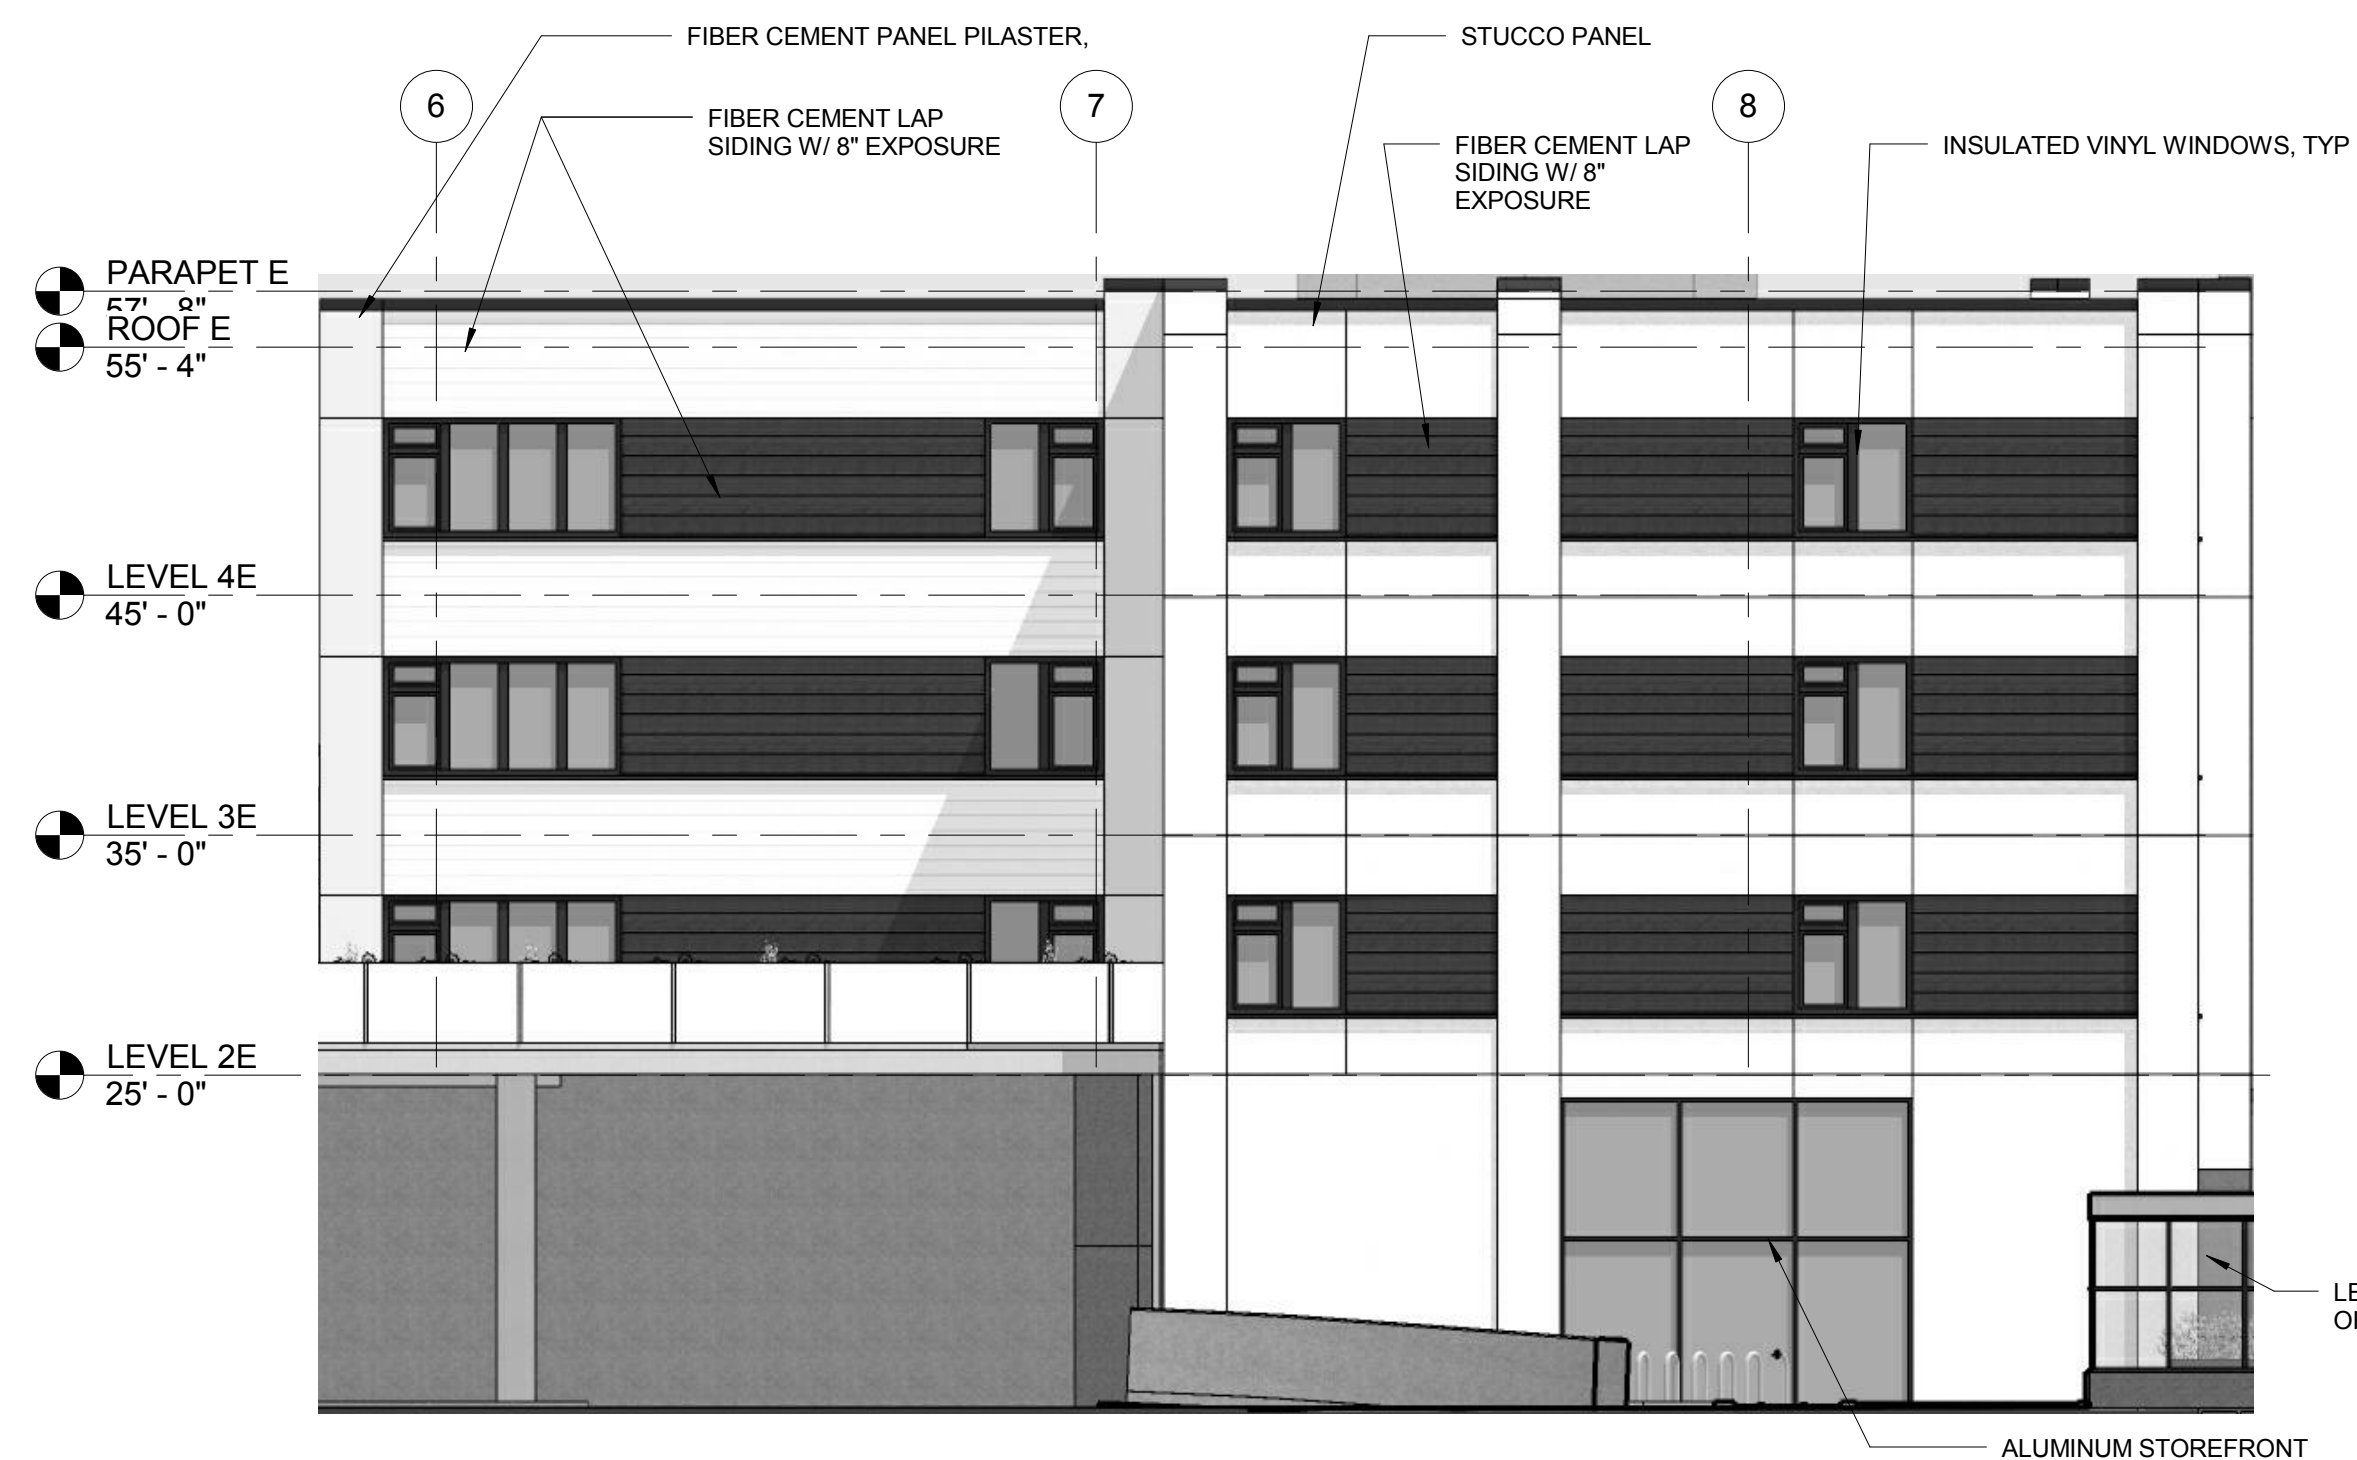 FIBER CEMENT PANEL PILASTER,
STUCCO PANEL
6
7
8
FIBER CEMENT LAP
SIDING W/ 8" EXPOSURE
FIBER CEMENT LAP
SIDING W/ 8"
EXPOSURE
INSULATED VINYL WINDOWS, TYP
PARAPET E
57' - 8"
ROOF E
55' - 4"
LEVEL 4E
45' - 0"
LEVEL 3E
35' - 0"
LEVEL 2E
25' - 0"
ALUMINUM STOREFRONT